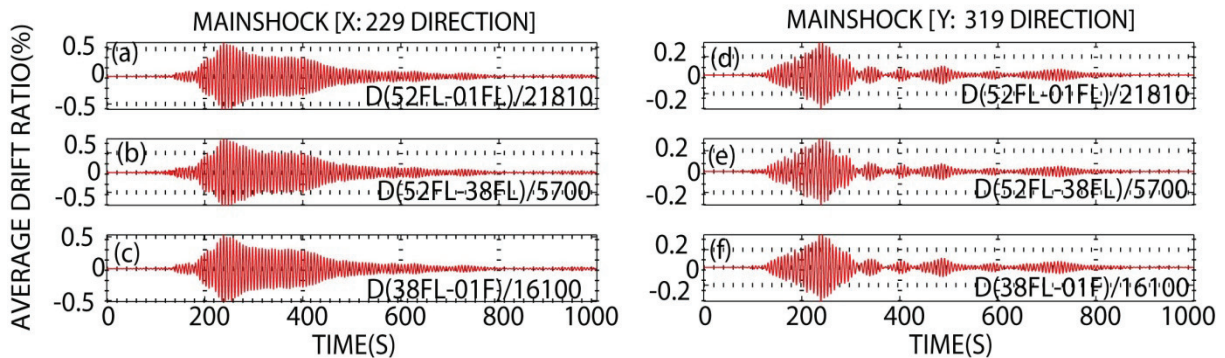 MAINSHOCK [X: 229 DIRECTION]
MAINSHOCK [Y: 319 DIRECTION]
AVERAGE DRIFT RATIO(%)
0.5
0
-0.5
(a)
D(52FL-01FL)/21810
0.5
0
-0.5
(b)
D(52FL-38FL)/5700
0.5
0
-0.5
(c)
D(38FL-01F)/16100
0 200 400 600 800 1000
TIME(S)
0.2
0
-0.2
(d)
D(52FL-01FL)/21810
0.2
0
-0.2
(e)
D(52FL-38FL)/5700
0.2
0
-0.2
(f)
D(38FL-01F)/16100
0 200 400 600 800 1000
TIME(S)